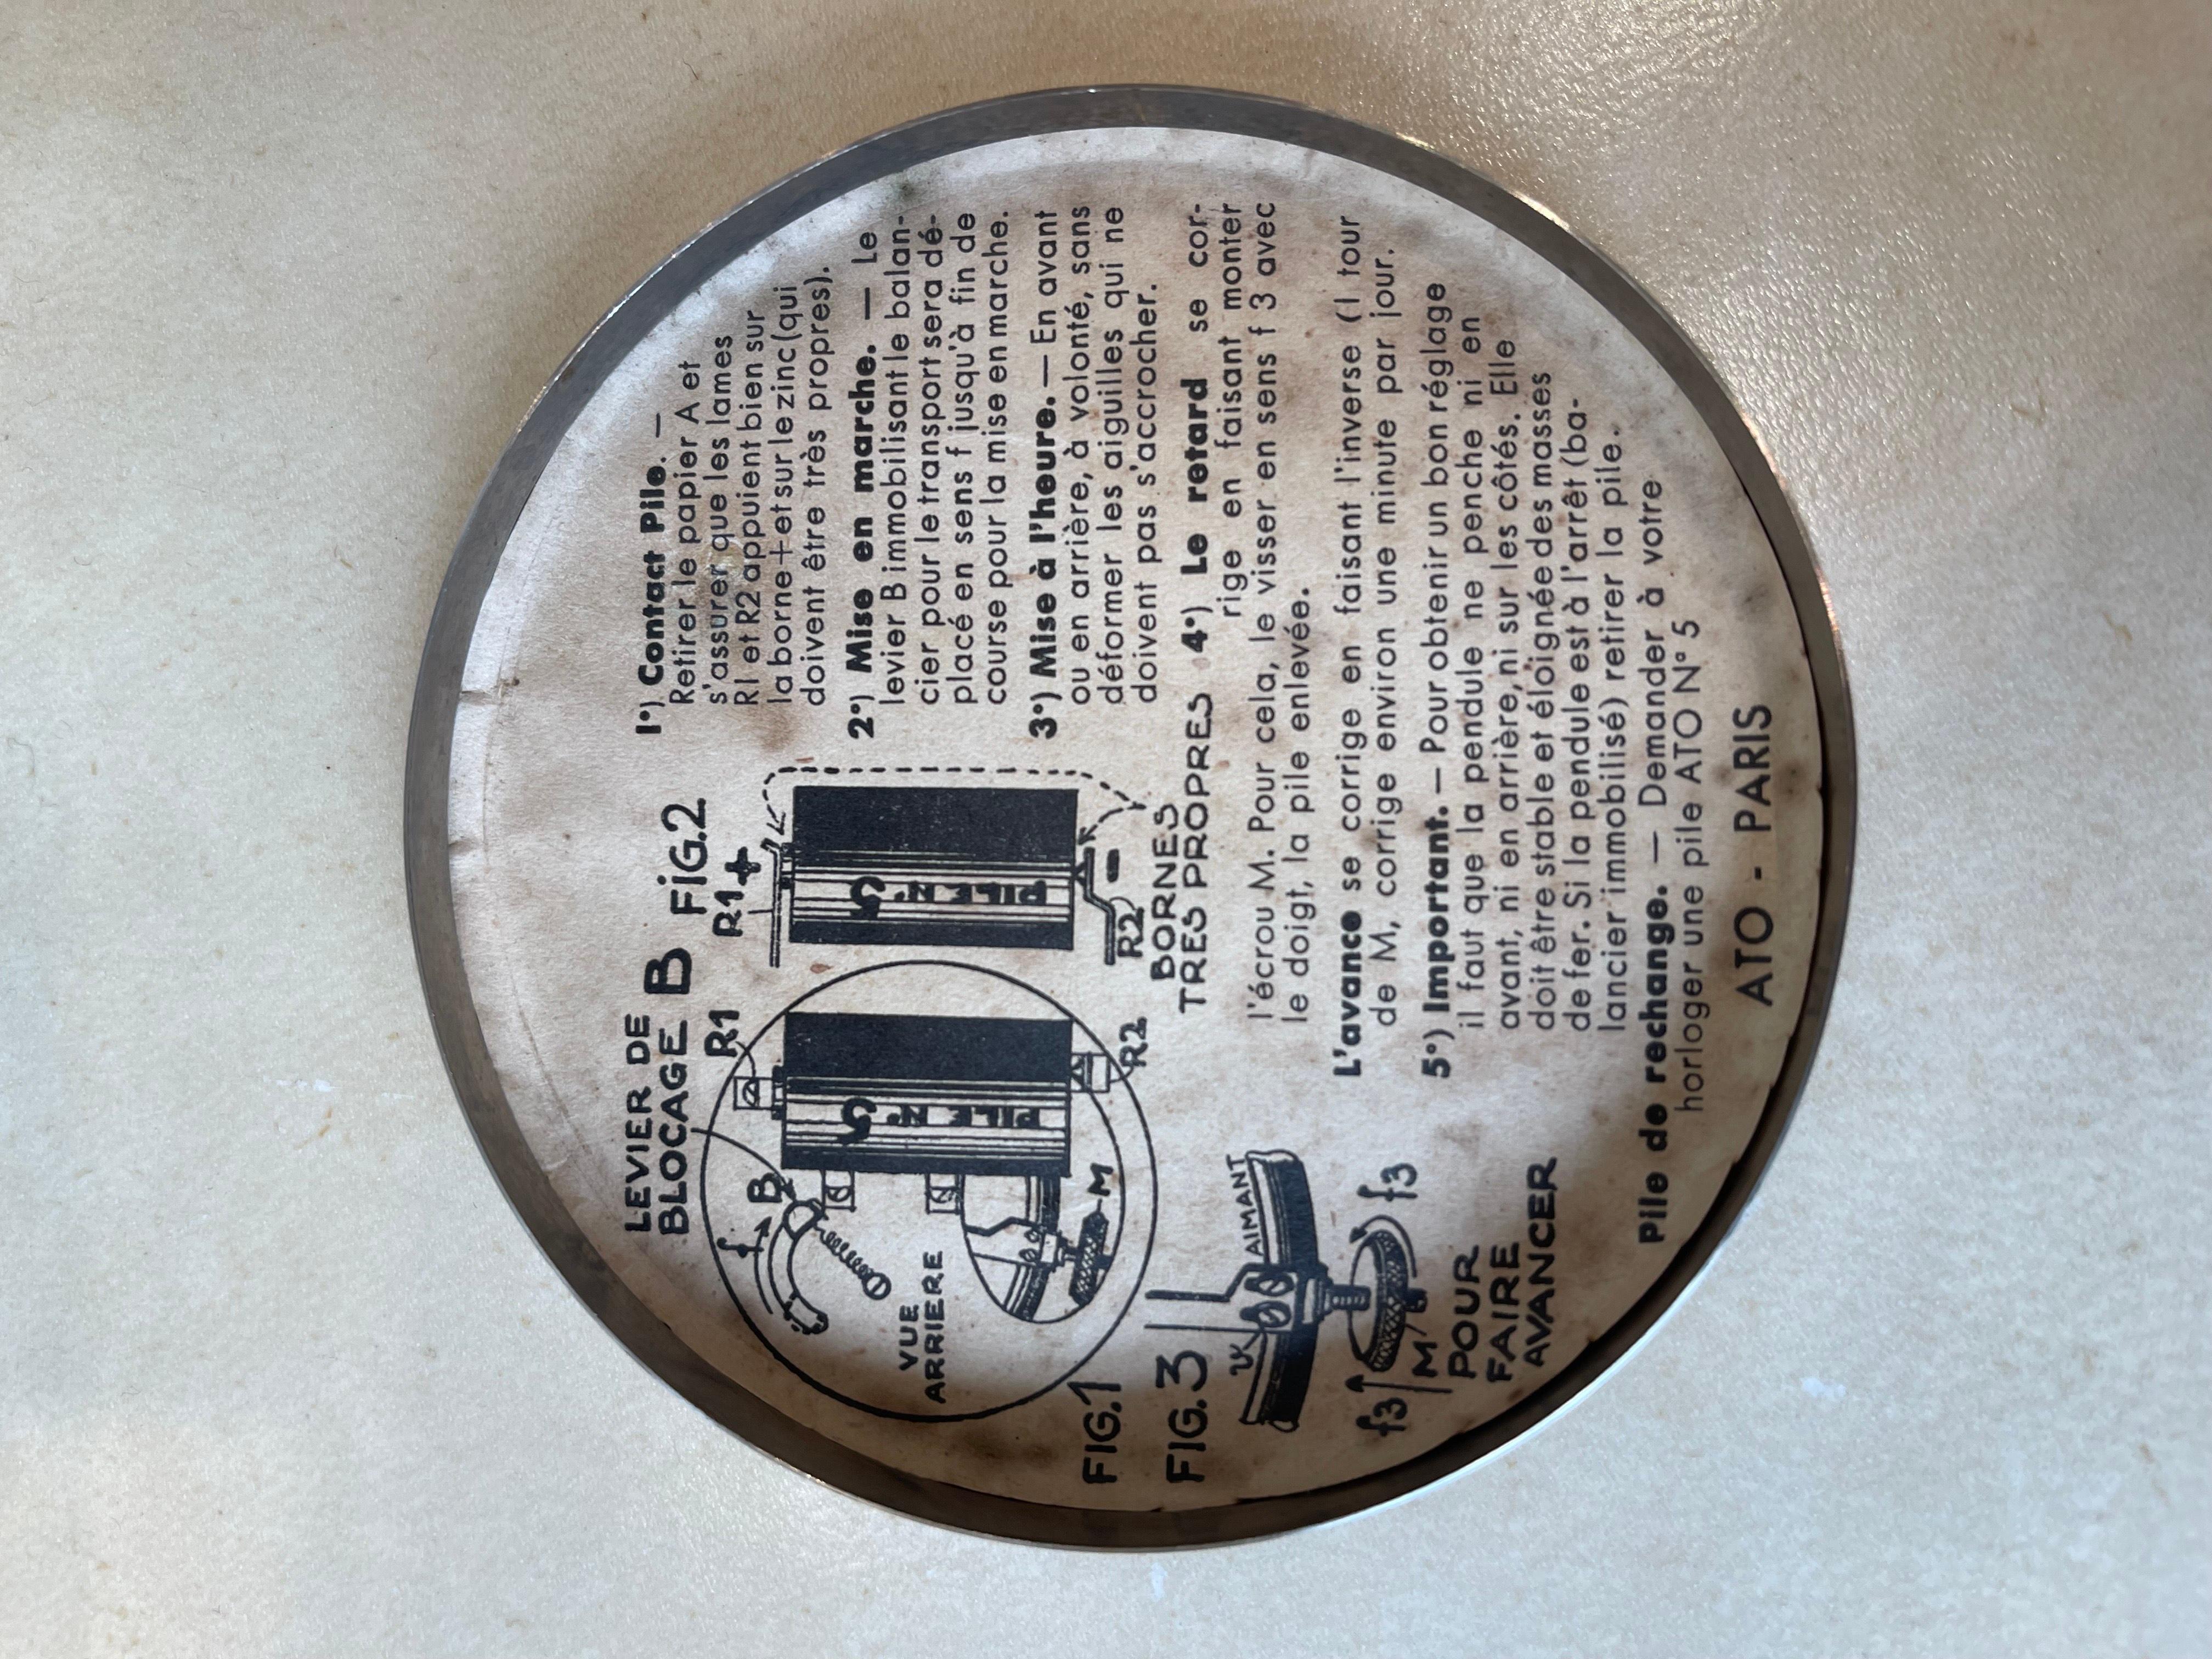 LEVIER DE
BLOCAGE B
FIG.2
R1
R1 +
f
B
PILE N° 5
PILE N° 5
VUE
ARRIERE
M
R2
R2 -
BORNES
TRES PROPRES
FIG.1
1°) Contact Pile. —
Retirer le papier A et
s'assurer que les lames
R1 et R2 appuient bien sur
la borne + et sur le zinc (qui
doivent être très propres).
2°) Mise en marche. — Le
levier B immobilisant le balan-
cier pour le transport sera dé-
placé en sens f jusqu'à fin de
course pour la mise en marche.
3°) Mise à l'heure. — En avant
ou en arrière, à volonté, sans
déformer les aiguilles qui ne
doivent pas s'accrocher.
4°) Le retard se cor-
rige en faisant monter
l'écrou M. Pour cela, le visser en sens f 3 avec
le doigt, la pile enlevée.
L'avance se corrige en faisant l'inverse (1 tour
de M, corrige environ une minute par jour.
5°) Important. — Pour obtenir un bon réglage
il faut que la pendule ne penche ni en
avant, ni en arrière, ni sur les côtés. Elle
doit être stable et éloignée des masses
de fer. Si la pendule est à l'arrêt (ba-
lancier immobilisé) retirer la pile.
Pile de rechange. — Demander à votre
horloger une pile ATO N° 5
ATO - PARIS
FIG.3
V
AIMANT
f3
M
f3
POUR
FAIRE
AVANCER